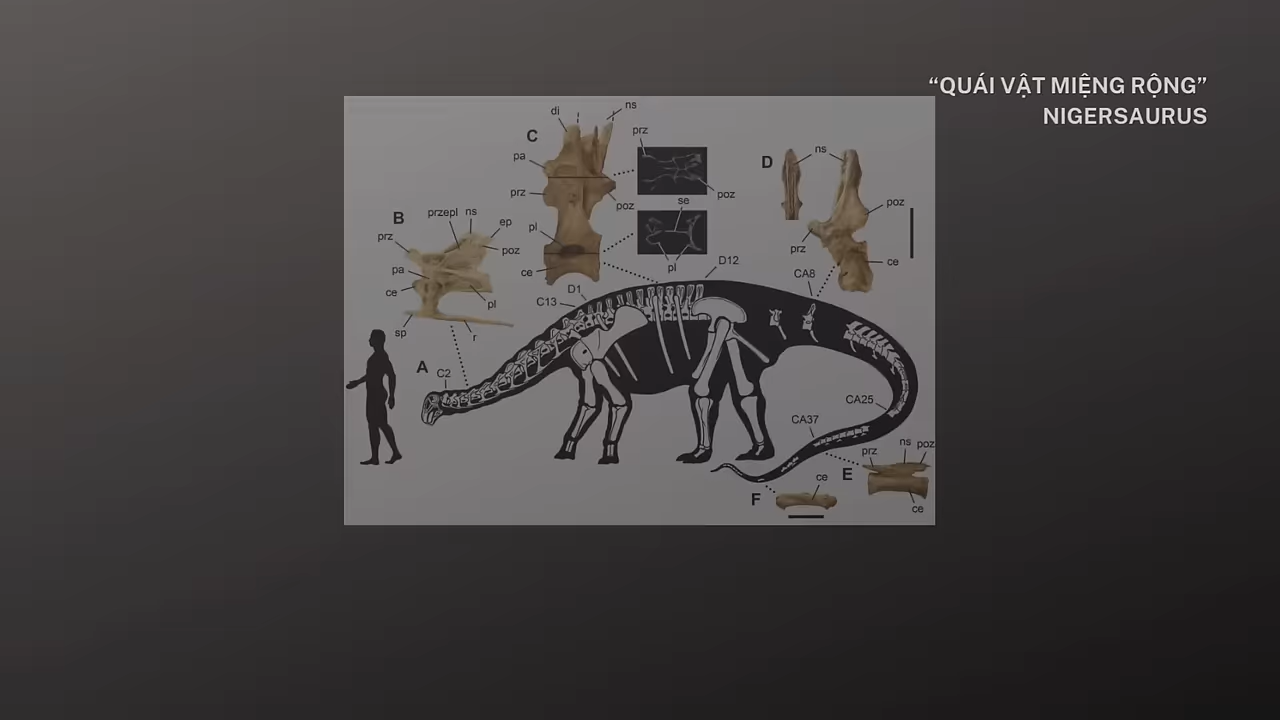 “QUÁI VẬT MIỆNG RỘNG”
NIGERSAURUS
di
ns
C
prz
pa
prz
poz
poz
se
pi
pl
ce
D
ns
poz
prz
ce
B
przepl
ns
ep
prz
poz
pa
ce
pl
sp
r
D12
CA8
D1
C13
A
C2
CA25
CA37
prz
ns
poz
E
ce
F
ce